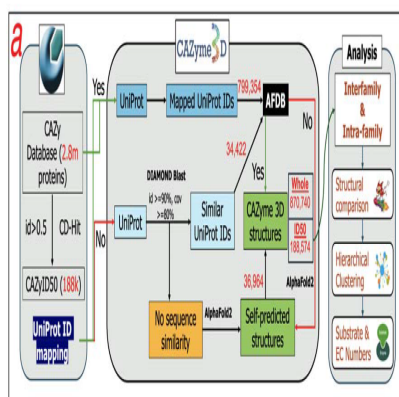 a
CAZy
Database (2.8m
proteins)
id>0.5
CD-Hit
CAZyID50 (188k)
UniProt ID
mapping
Yes
No
CAZyme3D
UniProt
Mapped UniProt IDs
799,354
AFDB
No
34,422
DIAMOND Blast
id >=90%, cov
>=80%
UniProt
Similar
UniProt IDs
Yes
CAZyme 3D
structures
Whole
870,740
ID50
188,574
36,964
AlphaFold2
No sequence
similarity
AlphaFold2
Self-predicted
structures
Analysis
Interfamily
&
Intra-family
Structural
comparison
Hierarchical
Clustering
Substrate &
EC Numbers